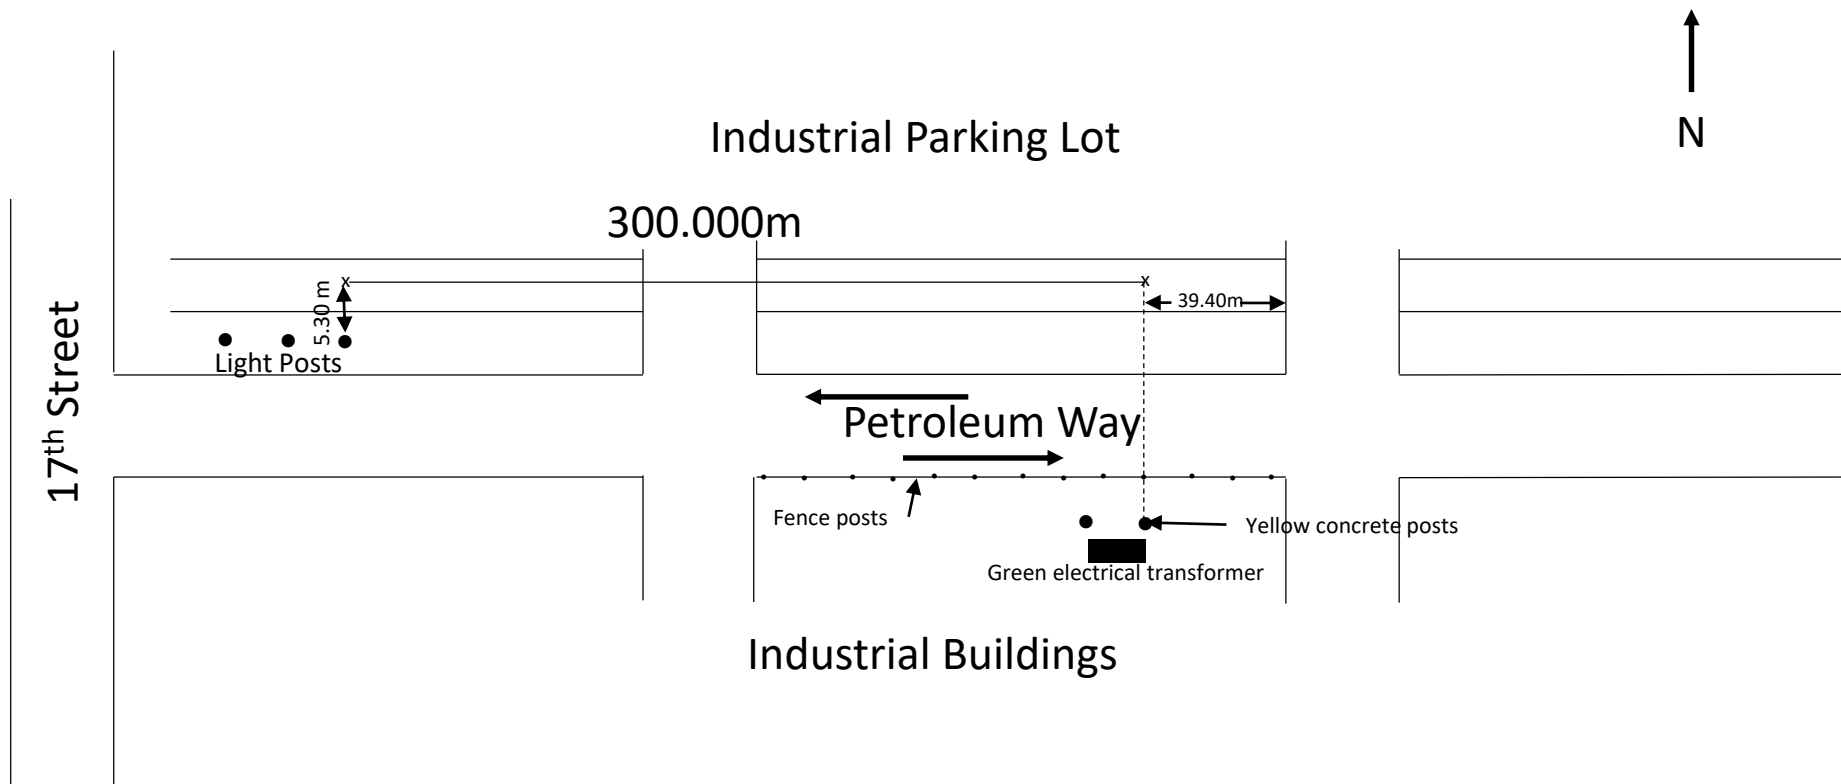 N
Industrial Parking Lot
300.000m
5.30 m
39.40m
Light Posts
17th Street
Petroleum Way
Fence posts
Yellow concrete posts
Green electrical transformer
Industrial Buildings